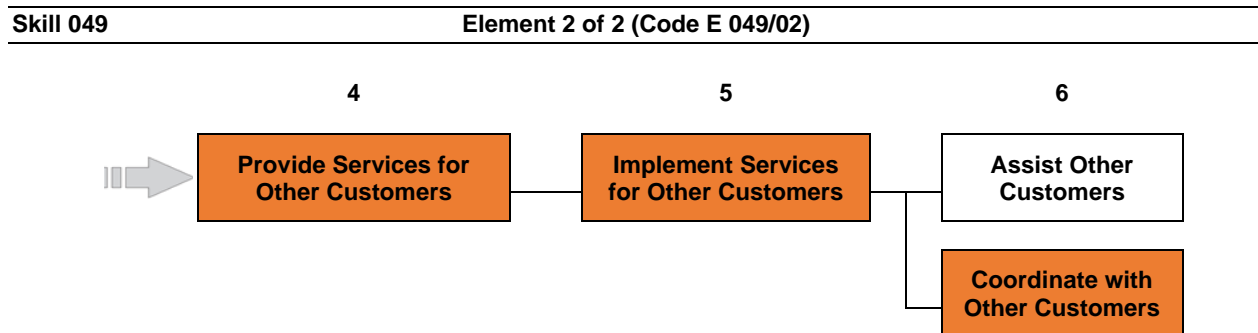 Skill 049 Element 2 of 2 (Code E 049/02)
4 5 6
Provide Services for
Other Customers
Implement Services
for Other Customers
Assist Other
Customers
Coordinate with
Other Customers